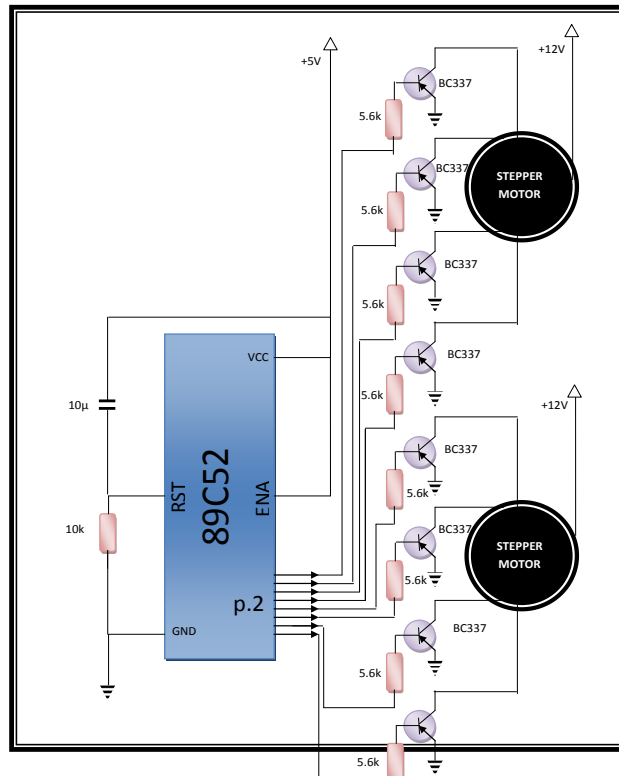 +5V
+12V
BC337
5.6k
BC337
STEPPER
MOTOR
5.6k
BC337
5.6k
BC337
VCC
5.6k
10µ
+12V
BC337
RST
89C52
ENA
5.6k
BC337
10k
STEPPER
MOTOR
5.6k
p.2
GND
BC337
5.6k
5.6k